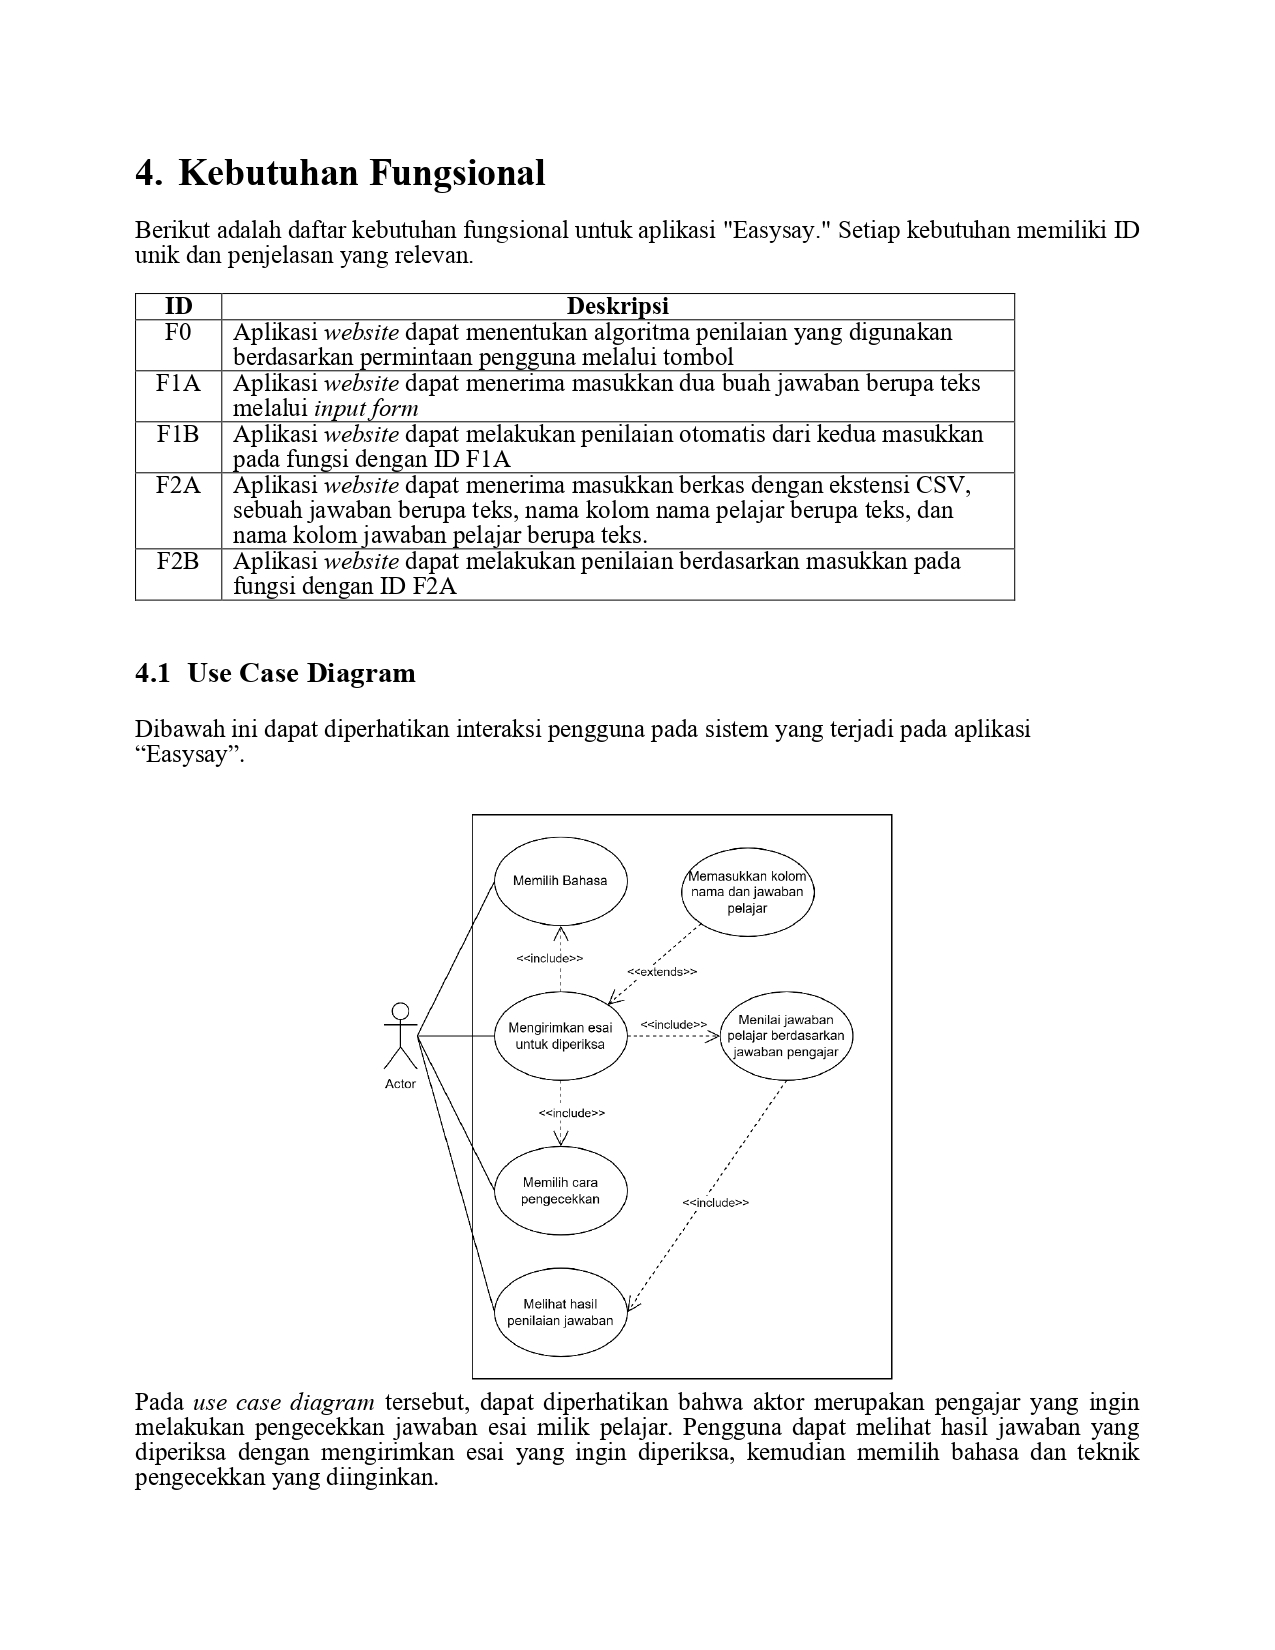 4. Kebutuhan Fungsional
Berikut adalah daftar kebutuhan fungsional untuk aplikasi "Easysay." Setiap kebutuhan memiliki ID
unik dan penjelasan yang relevan.
ID Deskripsi
F0 Aplikasi website dapat menentukan algoritma penilaian yang digunakan
berdasarkan permintaan pengguna melalui tombol
F1A Aplikasi website dapat menerima masukkan dua buah jawaban berupa teks
melalui input form
F1B Aplikasi website dapat melakukan penilaian otomatis dari kedua masukkan
pada fungsi dengan ID F1A
F2A Aplikasi website dapat menerima masukkan berkas dengan ekstensi CSV,
sebuah jawaban berupa teks, nama kolom nama pelajar berupa teks, dan
nama kolom jawaban pelajar berupa teks.
F2B Aplikasi website dapat melakukan penilaian berdasarkan masukkan pada
fungsi dengan ID F2A
4.1 Use Case Diagram
Dibawah ini dapat diperhatikan interaksi pengguna pada sistem yang terjadi pada aplikasi
“Easysay”.
Memilih Bahasa
Memasukkan kolom
nama dan jawaban
pelajar
<<include>>
<<extends>>
Mengirimkan esai
untuk diperiksa
<<include>>
Menilai jawaban
pelajar berdasarkan
jawaban pengajar
Actor
<<include>>
Memilih cara
pengecekkan
<<include>>
Melihat hasil
penilaian jawaban
Pada use case diagram tersebut, dapat diperhatikan bahwa aktor merupakan pengajar yang ingin
melakukan pengecekkan jawaban esai milik pelajar. Pengguna dapat melihat hasil jawaban yang
diperiksa dengan mengirimkan esai yang ingin diperiksa, kemudian memilih bahasa dan teknik
pengecekkan yang diinginkan.